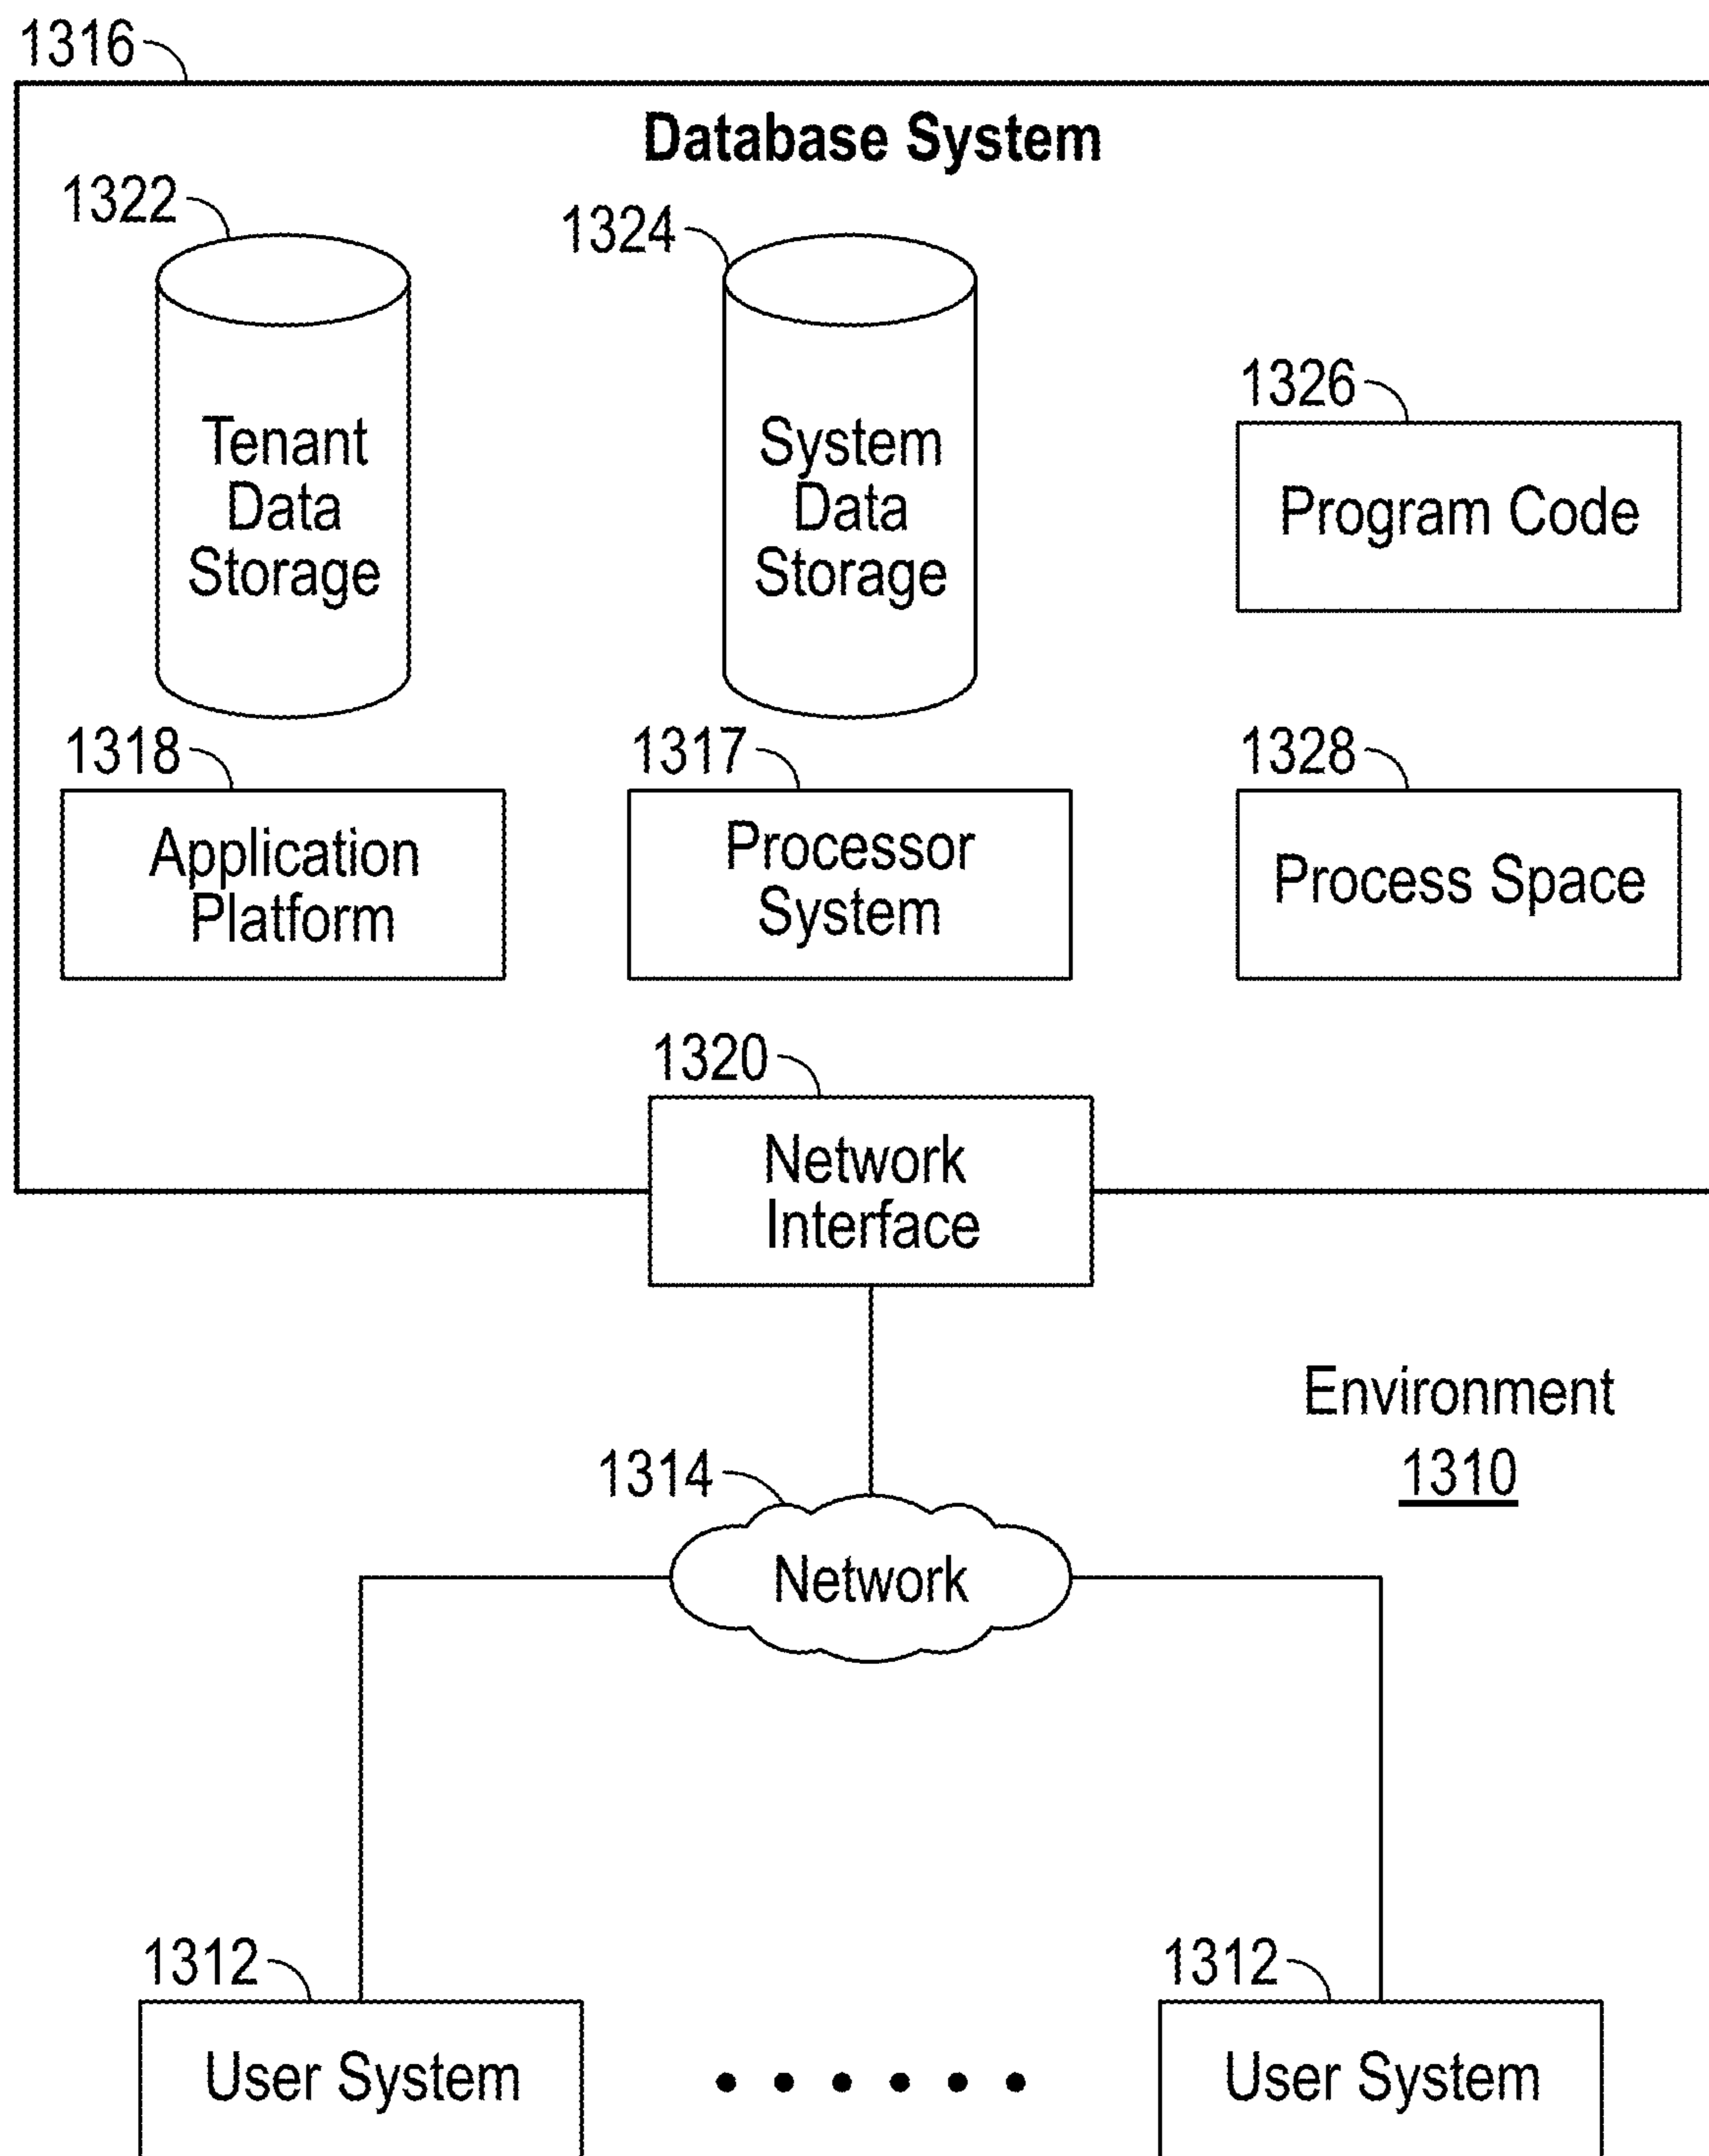 1316
Database System
1322
1324
Tenant
Data
Storage
System
Data
Storage
1326
Program Code
1318
Application
Platform
1317
Processor
System
1328
Process Space
1320
Network
Interface
Environment
1310
1314
Network
1312
User System
1312
User System